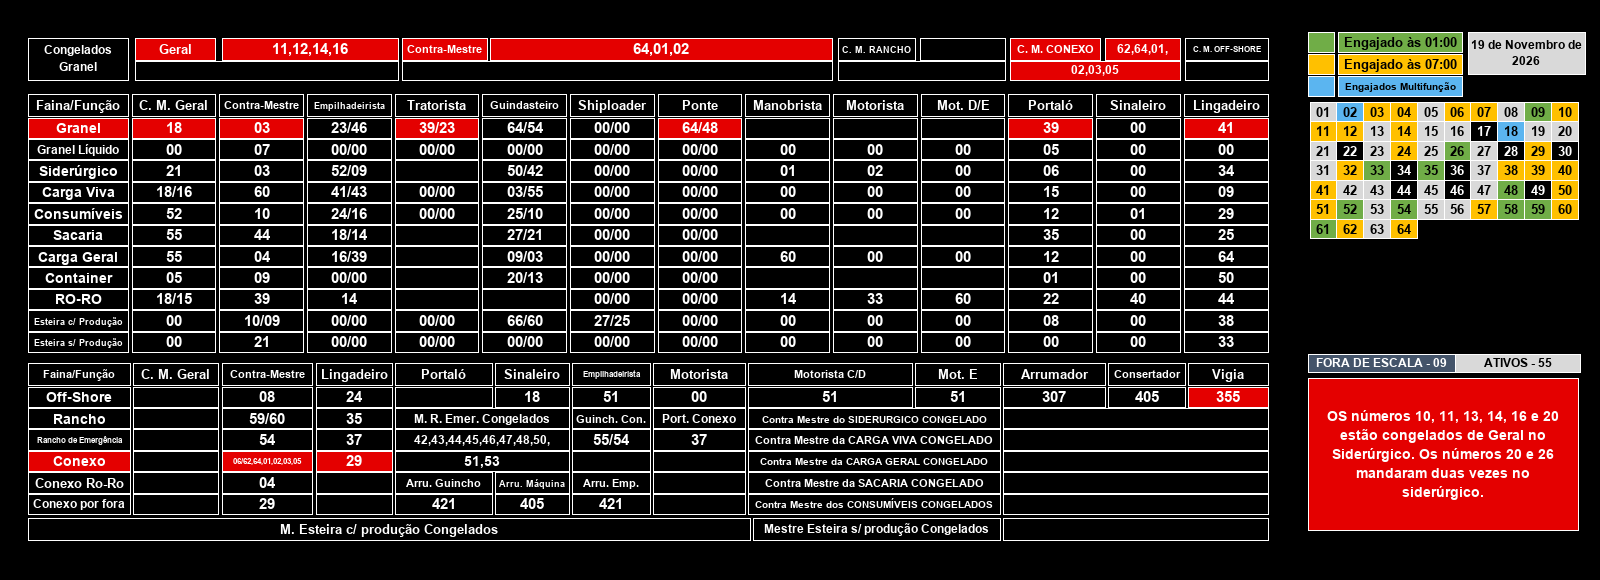 Congelados Granel Geral 11,12,14,16 Contra-Mestre 64,01,02 C. M. RANCHO C. M. CONEXO 62,64,01, C. M. OFF-SHORE
02,03,05
Faina/Função C. M. Geral Contra-Mestre Empilhadeirista Tratorista Guindasteiro Shiploader Ponte Manobrista Motorista Mot. D/E Portaló Sinaleiro Lingadeiro
Granel 18 03 23/46 39/23 64/54 00/00 64/48 39 00 41
Granel Líquido 00 07 00/00 00/00 00/00 00/00 00/00 00 00 00 05 00 00
Siderúrgico 21 03 52/09 50/42 00/00 00/00 01 02 00 06 00 34
Carga Viva 18/16 60 41/43 00/00 03/55 00/00 00/00 00 00 00 15 00 09
Consumíveis 52 10 24/16 00/00 25/10 00/00 00/00 00 00 00 12 01 29
Sacaria 55 44 18/14 27/21 00/00 00/00 35 00 25
Carga Geral 55 04 16/39 09/03 00/00 00/00 60 00 00 12 00 64
Container 05 09 00/00 20/13 00/00 00/00 01 00 50
RO-RO 18/15 39 14 00/00 00/00 14 33 60 22 40 44
Esteira c/ Produção 00 10/09 00/00 00/00 66/60 27/25 00/00 00 00 00 08 00 38
Esteira s/ Produção 00 21 00/00 00/00 00/00 00/00 00/00 00 00 00 00 00 33
Faina/Função C. M. Geral Contra-Mestre Lingadeiro Portaló Sinaleiro Empilhadeirista Motorista Motorista C/D Mot. E Arrumador Consertador Vigia
Off-Shore 08 24 18 51 00 51 51 307 405 355
Rancho 59/60 35 M. R. Emer. Congelados Guinch. Con. Port. Conexo Contra Mestre do SIDERURGICO CONGELADO
Rancho de Emergência 54 37 42,43,44,45,46,47,48,50, 55/54 37 Contra Mestre da CARGA VIVA CONGELADO
Conexo 06/62,64,01,02,03,05 29 51,53 Contra Mestre da CARGA GERAL CONGELADO
Conexo Ro-Ro 04 Arru. Guincho Arru. Máquina Arru. Emp. Contra Mestre da SACARIA CONGELADO
Conexo por fora 29 421 405 421 Contra Mestre dos CONSUMÍVEIS CONGELADOS
M. Esteira c/ produção Congelados Mestre Esteira s/ produção Congelados
Engajado às 01:00
Engajado às 07:00
Engajados Multifunção
19 de Novembro de
2026
01 02 03 04 05 06 07 08 09 10
11 12 13 14 15 16 17 18 19 20
21 22 23 24 25 26 27 28 29 30
31 32 33 34 35 36 37 38 39 40
41 42 43 44 45 46 47 48 49 50
51 52 53 54 55 56 57 58 59 60
61 62 63 64
FORA DE ESCALA - 09 ATIVOS - 55
OS números 10, 11, 13, 14, 16 e 20
estão congelados de Geral no
Siderúrgico. Os números 20 e 26
mandaram duas vezes no
siderúrgico.